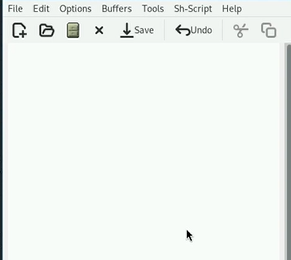 File Edit Options Buffers Tools Sh-Script Help
Save Undo